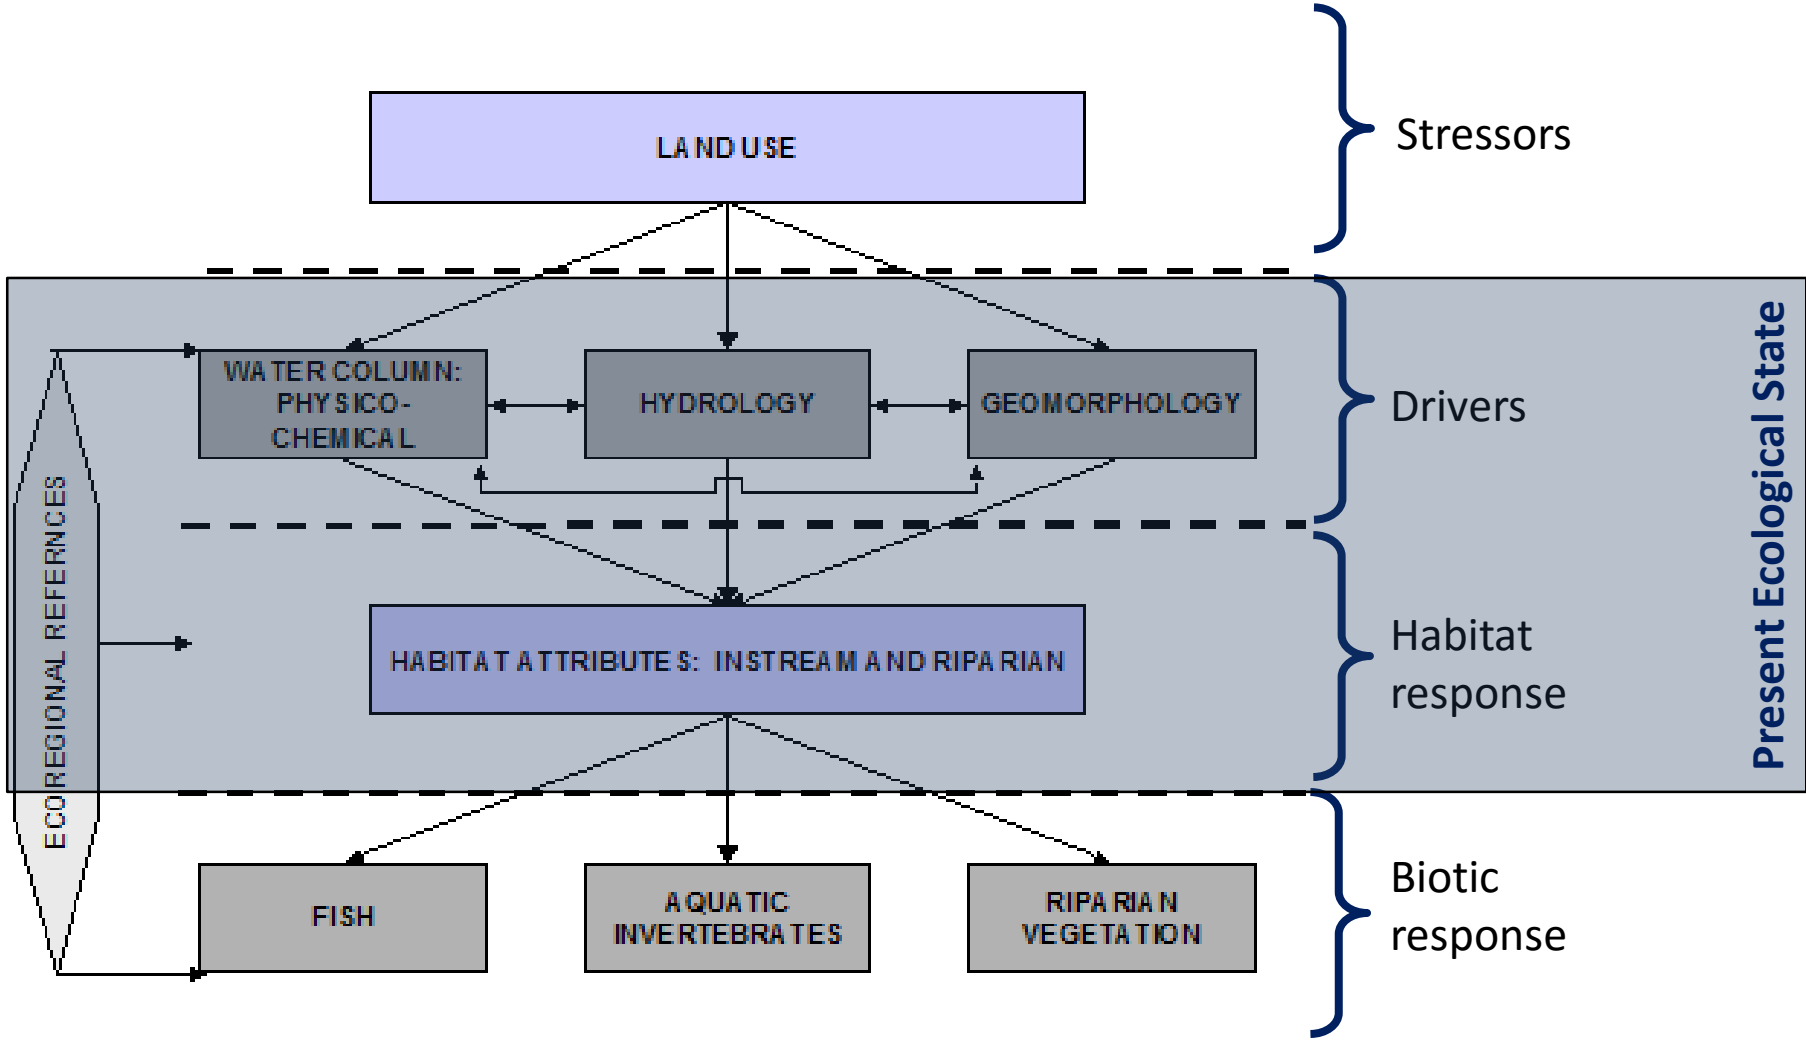 LAND USE
Stressors
WATER COLUMN:
PHYSICO-
CHEMICAL
HYDROLOGY
GEOMORPHOLOGY
Drivers
ECOREGIONAL REFERNCES
HABITAT ATTRIBUTES: INSTREAM AND RIPARIAN
Habitat
response
Present Ecological State
FISH
AQUATIC
INVERTEBRATES
RIPARIAN
VEGETATION
Biotic
response